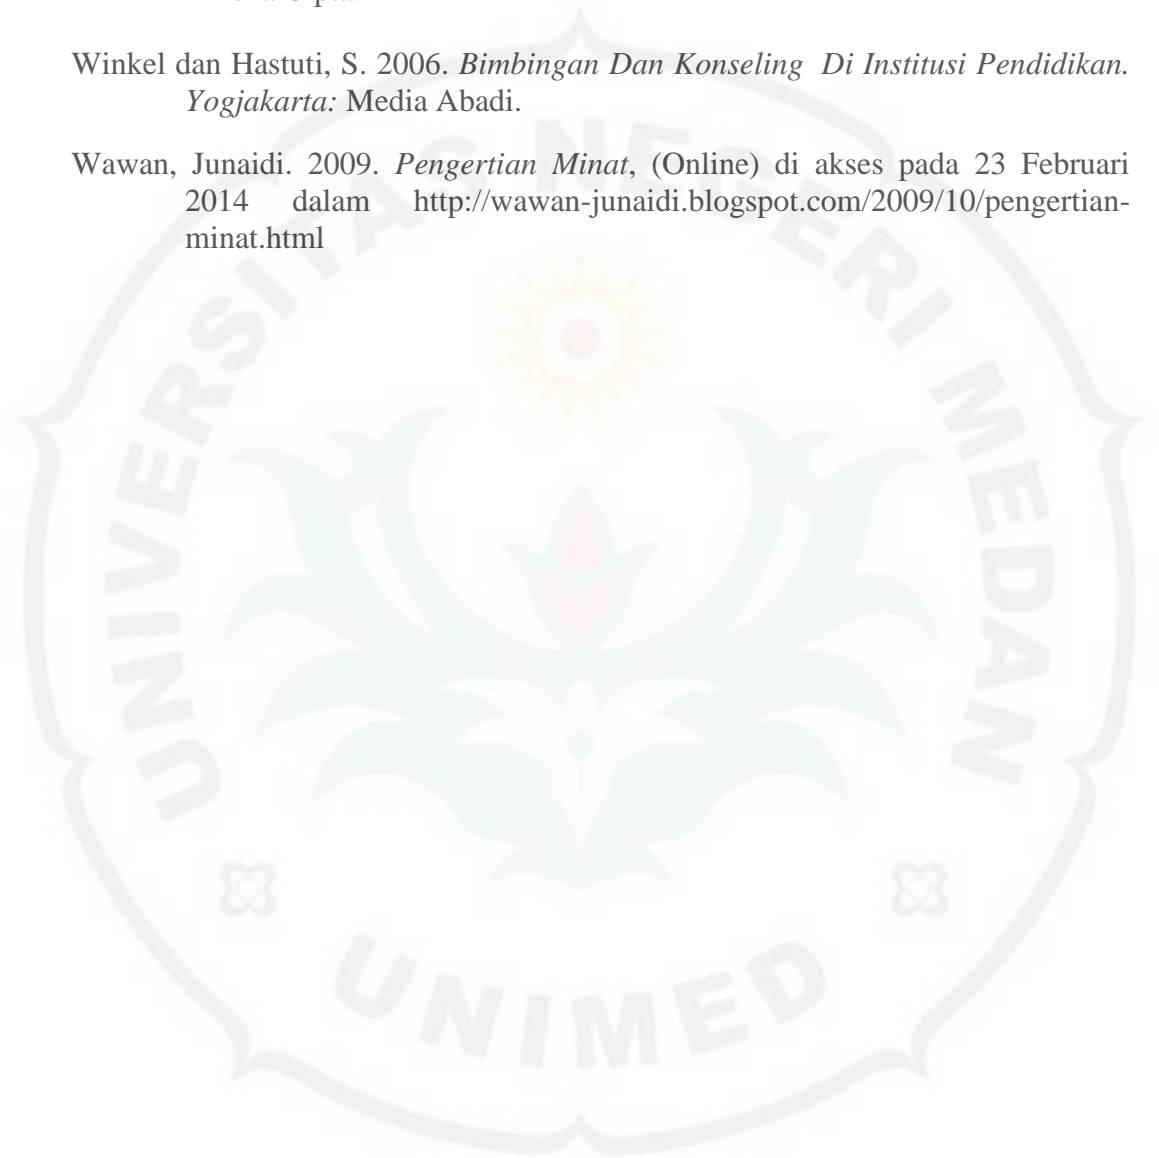 Winkel dan Hastuti, S. 2006. Bimbingan Dan Konseling Di Institusi Pendidikan.
Yogjakarta: Media Abadi.
Wawan, Junaidi. 2009. Pengertian Minat, (Online) di akses pada 23 Februari
2014 dalam http://wawan-junaidi.blogspot.com/2009/10/pengertian-
minat.html
UNIVERSITAS NEGERI MEDAN
UNIMED